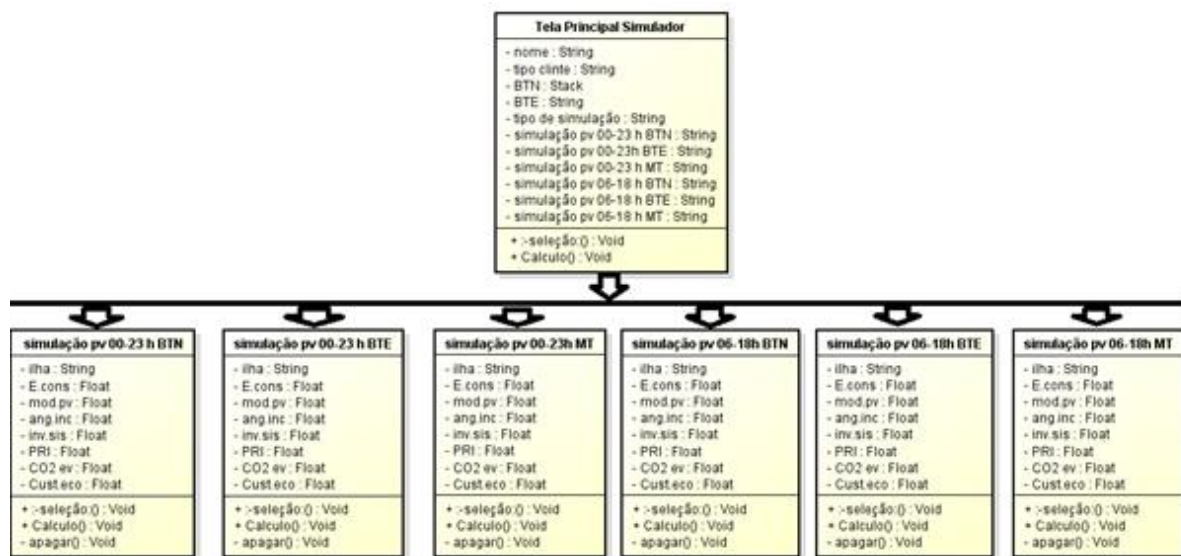 Tela Principal Simulador
- nome : String
- tipo clinte : String
- BTN : Stack
- BTE : String
- tipo de simulação : String
- simulação pv 00-23 h BTN : String
- simulação pv 00-23h BTE : String
- simulação pv 00-23 h MT : String
- simulação pv 06-18 h BTN : String
- simulação pv 06-18 h BTE : String
- simulação pv 06-18 h MT : String
+ :-seleção:() : Void
+ Calculo() : Void
simulação pv 00-23 h BTN
- ilha : String
- E.cons : Float
- mod.pv : Float
- ang.inc : Float
- inv.sis : Float
- PRI : Float
- CO2 ev : Float
- Cust.eco : Float
+ :-seleção:() : Void
+ Calculo() : Void
- apagar() : Void
simulação pv 00-23 h BTE
- ilha : String
- E.cons : Float
- mod.pv : Float
- ang.inc : Float
- inv.sis : Float
- PRI : Float
- CO2 ev : Float
- Cust.eco : Float
+ :-seleção:() : Void
+ Calculo() : Void
- apagar() : Void
simulação pv 00-23h MT
- ilha : String
- E.cons : Float
- mod.pv : Float
- ang.inc : Float
- inv.sis : Float
- PRI : Float
- CO2 ev : Float
- Cust.eco : Float
+ :-seleção:() : Void
+ Calculo() : Void
- apagar() : Void
simulação pv 06-18h BTN
- ilha : String
- E.cons : Float
- mod.pv : Float
- ang.inc : Float
- inv.sis : Float
- PRI : Float
- CO2 ev : Float
- Cust.eco : Float
+ :-seleção:() : Void
+ Calculo() : Void
- apagar() : Void
simulação pv 06-18h BTE
- ilha : String
- E.cons : Float
- mod.pv : Float
- ang.inc : Float
- inv.sis : Float
- PRI : Float
- CO2 ev : Float
- Cust.eco : Float
+ :-seleção:() : Void
+ Calculo() : Void
- apagar() : Void
simulação pv 06-18h MT
- ilha : String
- E.cons : Float
- mod.pv : Float
- ang.inc : Float
- inv.sis : Float
- PRI : Float
- CO2 ev : Float
- Cust.eco : Float
+ :-seleção:() : Void
+ Calculo() : Void
- apagar() : Void